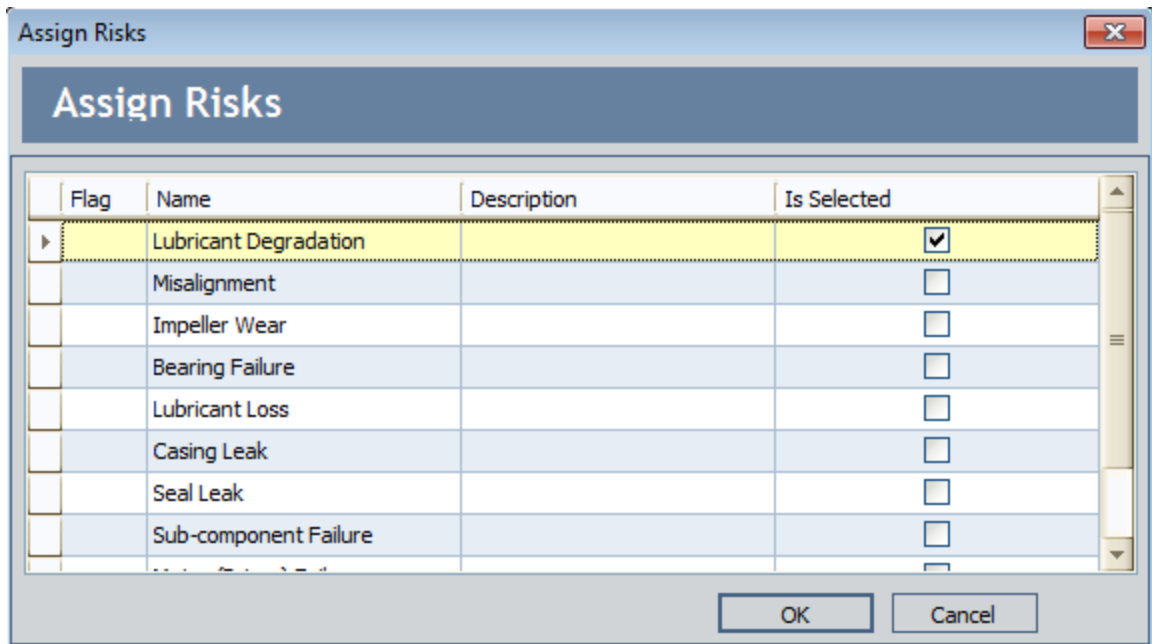 Assign Risks
Assign Risks
Flag Name Description Is Selected
Lubricant Degradation
Misalignment
Impeller Wear
Bearing Failure
Lubricant Loss
Casing Leak
Seal Leak
Sub-component Failure
OK Cancel